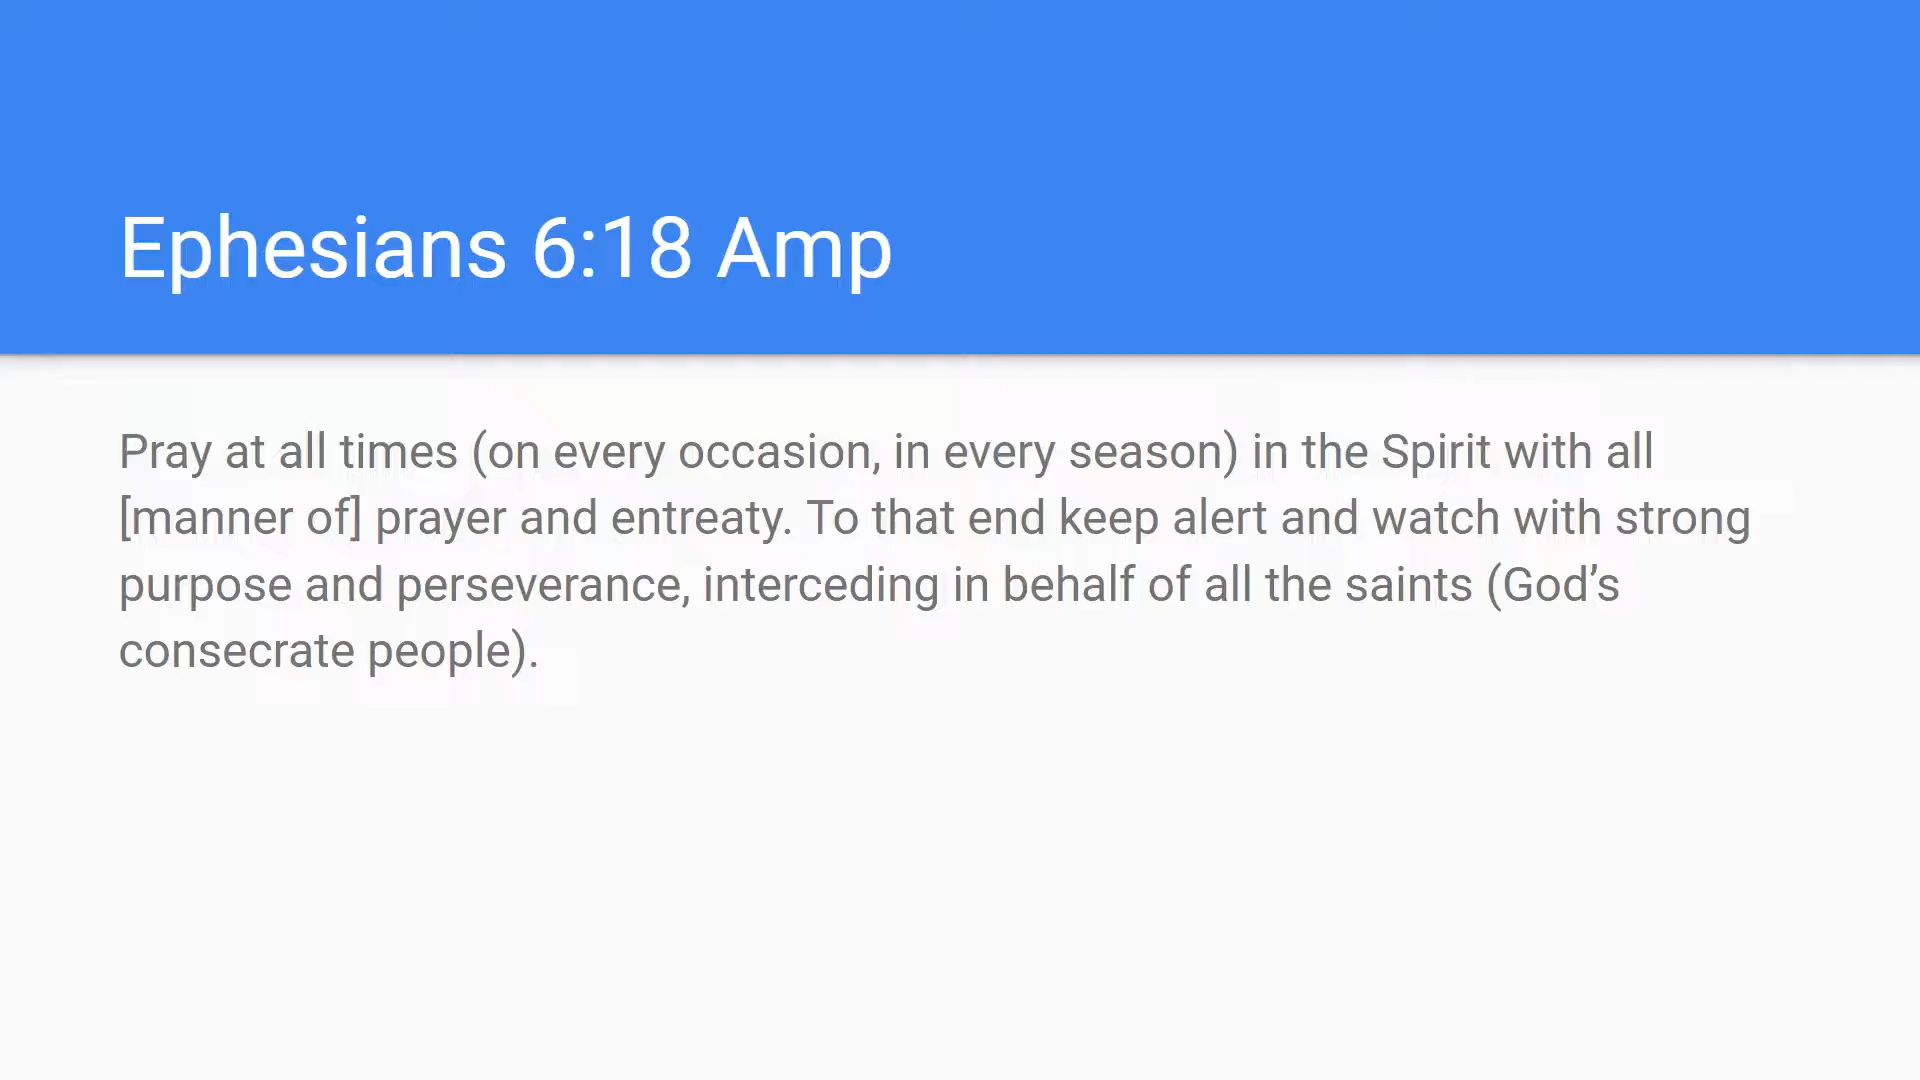 Ephesians 6:18 Amp
Pray at all times (on every occasion, in every season) in the Spirit with all
[manner of] prayer and entreaty. To that end keep alert and watch with strong
purpose and perseverance, interceding in behalf of all the saints (God’s
consecrate people).